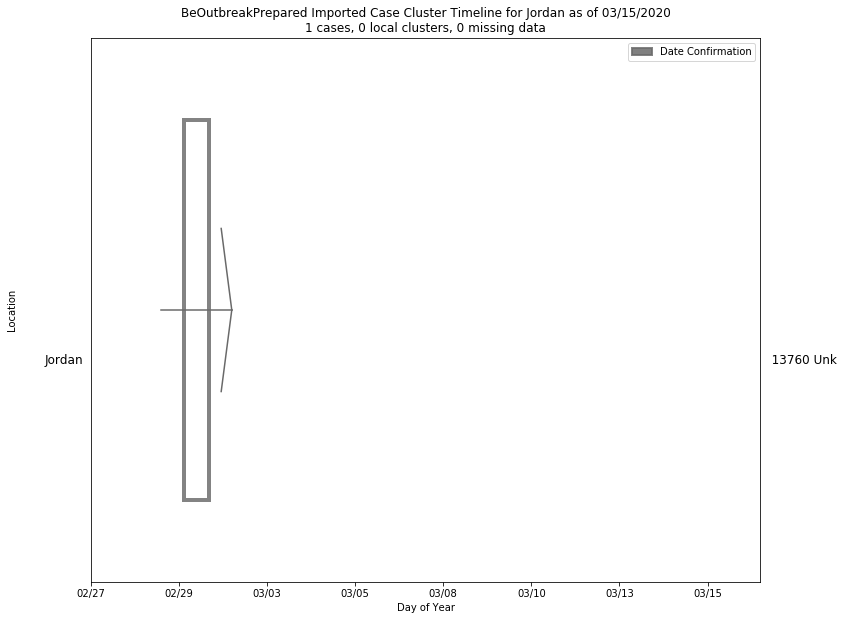 BeOutbreakPrepared Imported Case Cluster Timeline for Jordan as of 03/15/2020
1 cases, 0 local clusters, 0 missing data
Date Confirmation
Location
Jordan
13760 Unk
02/27 02/29 03/03 03/05 03/08 03/10 03/13 03/15
Day of Year